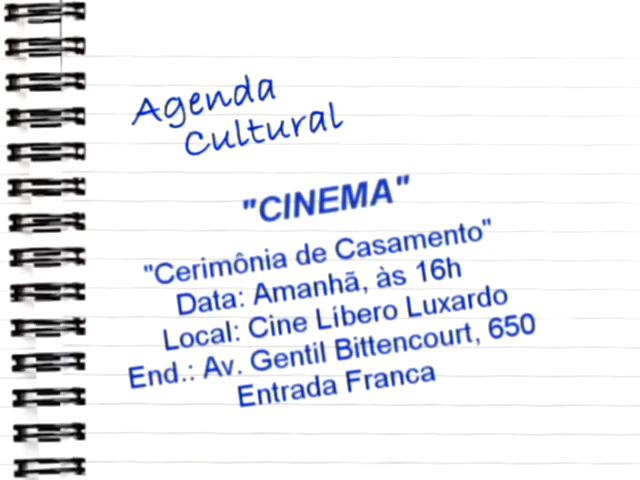 Agenda
Cultural
"CINEMA"
"Cerimônia de Casamento"
Data: Amanhã, às 16h
Local: Cine Líbero Luxardo
End.: Av. Gentil Bittencourt, 650
Entrada Franca